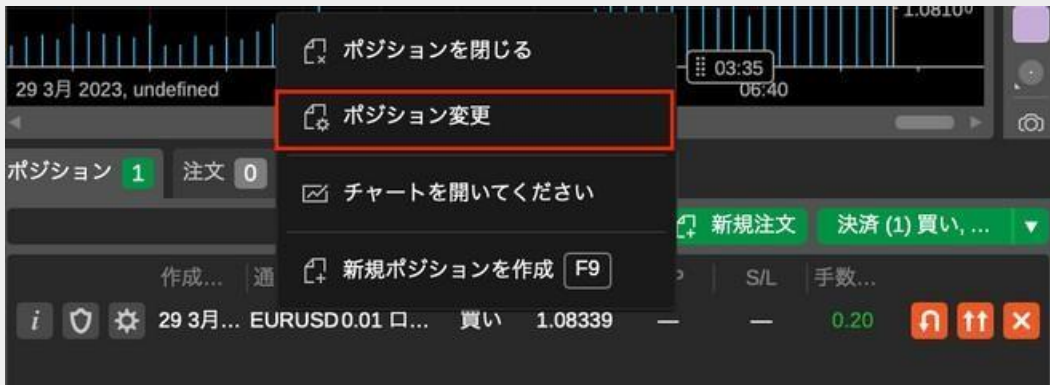 1.08100
ポジションを閉じる
03:35
29 3月 2023, undefined
06:40
ポジション変更
ポジション 1 注文 0
チャートを開いてください
新規注文 決済 (1) 買い, ...
新規ポジションを作成 F9
作成... 通 P S/L 手数...
i 29 3月... EURUSD 0.01 ロ... 買い 1.08339 — — 0.20